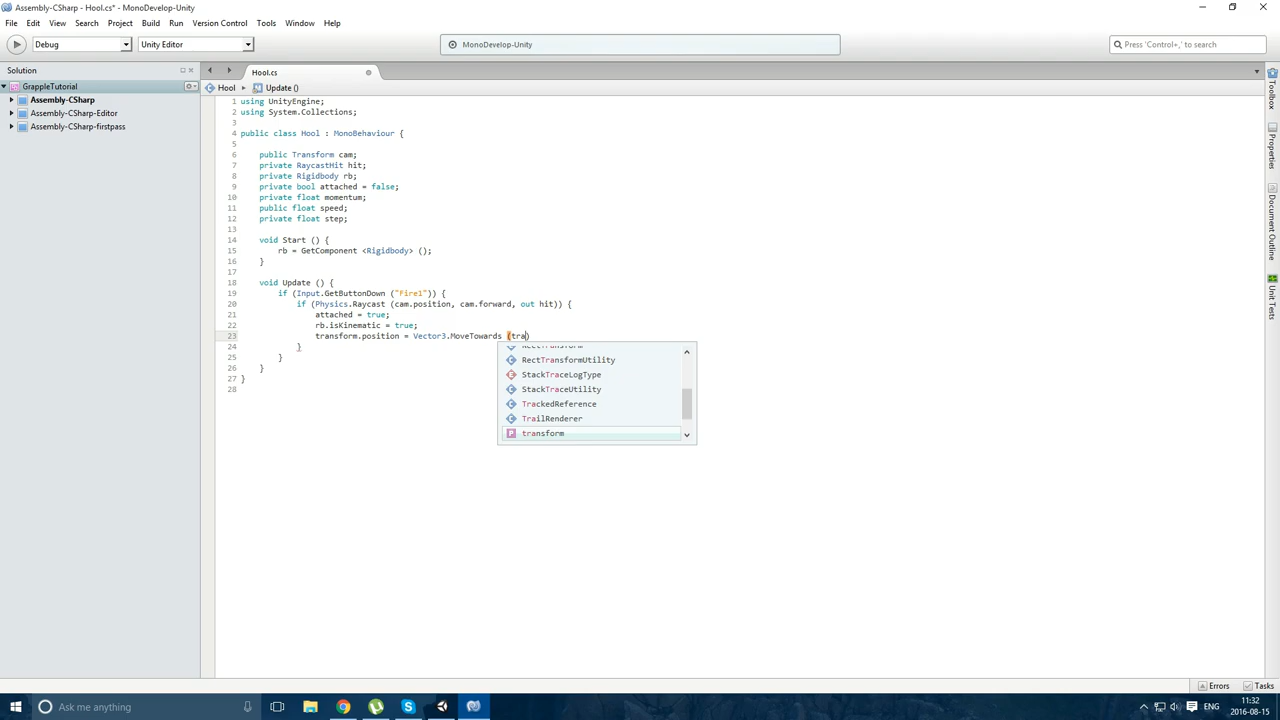 Assembly-CSharp - Hool.cs* - MonoDevelop-Unity
File Edit View Search Project Build Run Version Control Tools Window Help
Debug Unity Editor MonoDevelop-Unity Press 'Control+,' to search
Solution
GrappleTutorial
Assembly-CSharp
Assembly-CSharp-Editor
Assembly-CSharp-firstpass
Hool.cs
Hool Update ()
1 using UnityEngine;
2 using System.Collections;
3
4 public class Hool : MonoBehaviour {
5
6 public Transform cam;
7 private RaycastHit hit;
8 private Rigidbody rb;
9 private bool attached = false;
10 private float momentum;
11 public float speed;
12 private float step;
13
14 void Start () {
15 rb = GetComponent <Rigidbody> ();
16 }
17
18 void Update () {
19 if (Input.GetButtonDown ("Fire1")) {
20 if (Physics.Raycast (cam.position, cam.forward, out hit)) {
21 attached = true;
22 rb.isKinematic = true;
23 transform.position = Vector3.MoveTowards (tra)
24 }
25 }
26 }
27 }
28
RectTransform
RectTransformUtility
StackTraceLogType
StackTraceUtility
TrackedReference
TrailRenderer
transform
Toolbox
Properties
Document Outline
Unit Tests
Errors Tasks
Ask me anything
ENG
11:32
2016-08-15